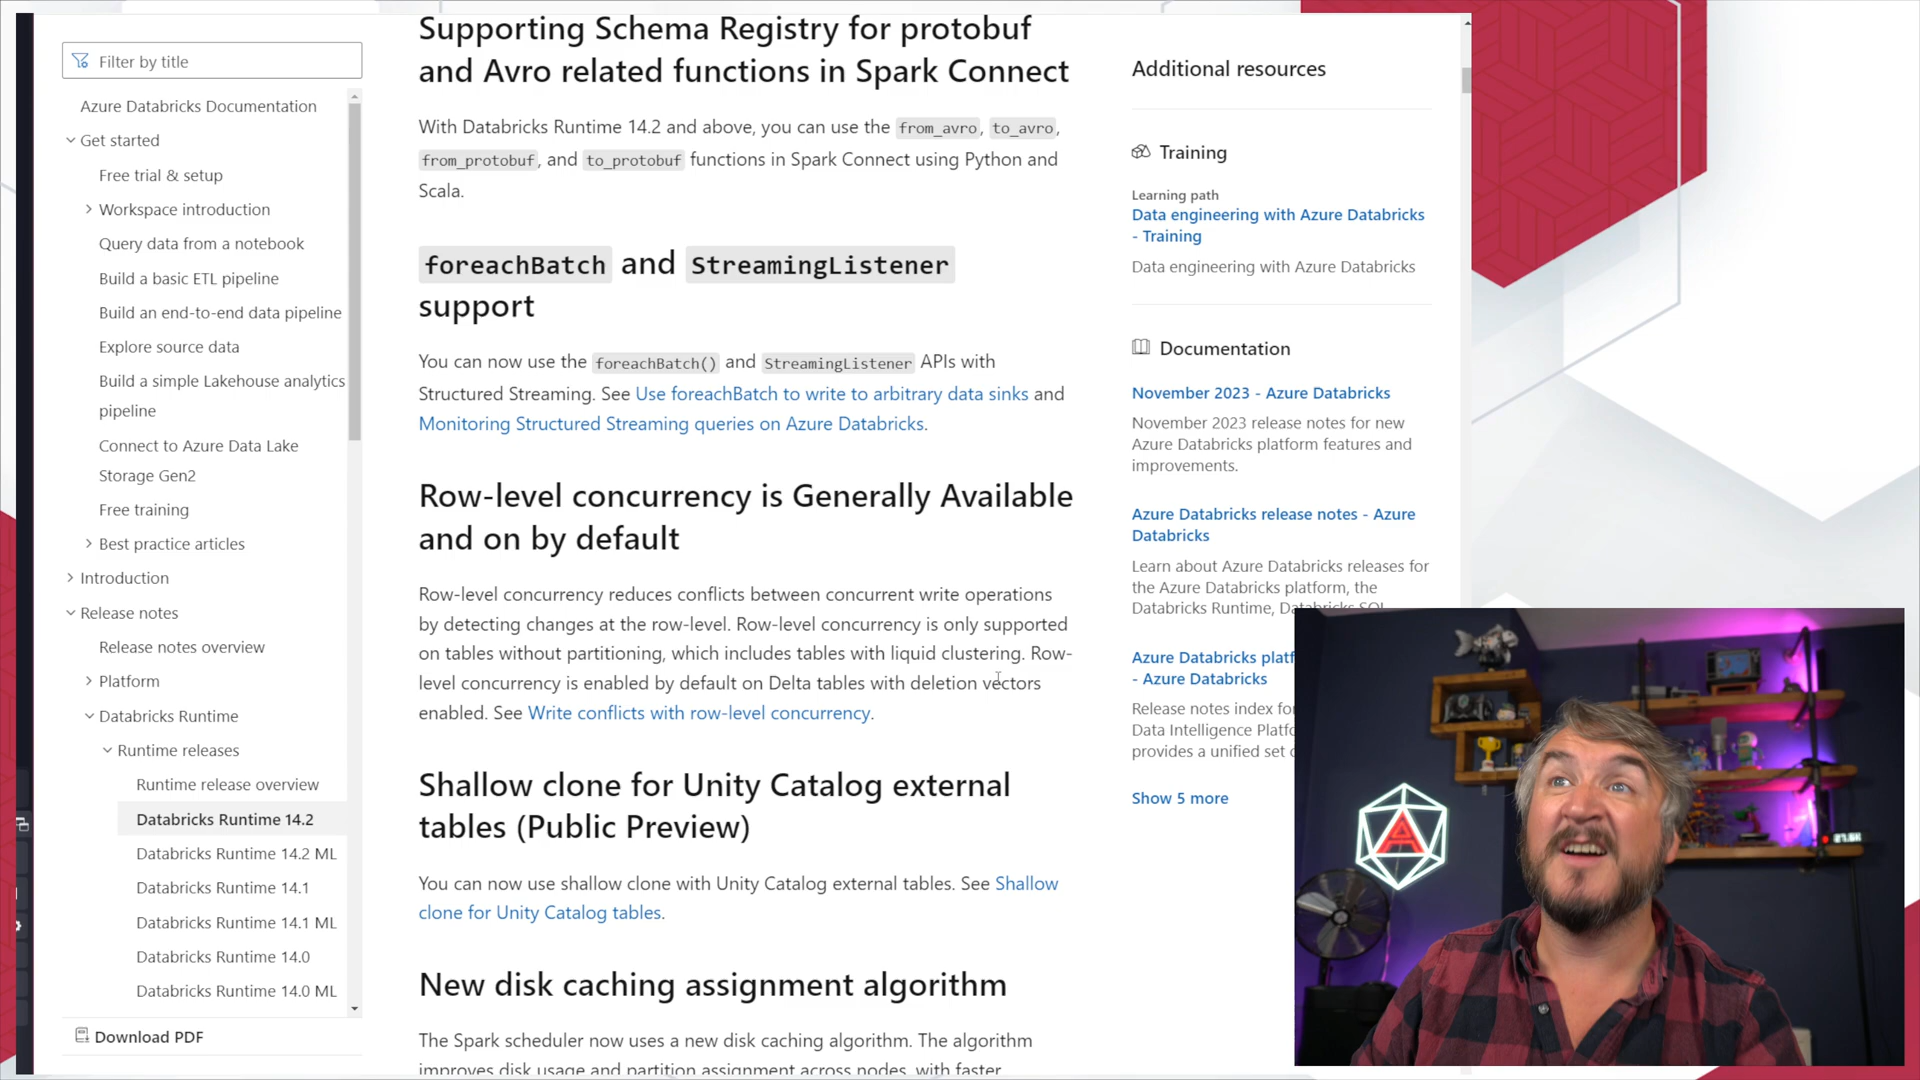 Filter by title
Azure Databricks Documentation
Get started
Free trial & setup
Workspace introduction
Query data from a notebook
Build a basic ETL pipeline
Build an end-to-end data pipeline
Explore source data
Build a simple Lakehouse analytics
pipeline
Connect to Azure Data Lake
Storage Gen2
Free training
Best practice articles
Introduction
Release notes
Release notes overview
Platform
Databricks Runtime
Runtime releases
Runtime release overview
Databricks Runtime 14.2
Databricks Runtime 14.2 ML
Databricks Runtime 14.1
Databricks Runtime 14.1 ML
Databricks Runtime 14.0
Databricks Runtime 14.0 ML
Download PDF
Supporting Schema Registry for protobuf
and Avro related functions in Spark Connect
With Databricks Runtime 14.2 and above, you can use the from_avro, to_avro,
from_protobuf, and to_protobuf functions in Spark Connect using Python and
Scala.
foreachBatch and StreamingListener
support
You can now use the foreachBatch() and StreamingListener APIs with
Structured Streaming. See Use foreachBatch to write to arbitrary data sinks and
Monitoring Structured Streaming queries on Azure Databricks.
Row-level concurrency is Generally Available
and on by default
Row-level concurrency reduces conflicts between concurrent write operations
by detecting changes at the row-level. Row-level concurrency is only supported
on tables without partitioning, which includes tables with liquid clustering. Row-
level concurrency is enabled by default on Delta tables with deletion vectors
enabled. See Write conflicts with row-level concurrency.
Shallow clone for Unity Catalog external
tables (Public Preview)
You can now use shallow clone with Unity Catalog external tables. See Shallow
clone for Unity Catalog tables.
New disk caching assignment algorithm
The Spark scheduler now uses a new disk caching algorithm. The algorithm
improves disk usage and partition assignment across nodes, with faster
Additional resources
Training
Learning path
Data engineering with Azure Databricks
- Training
Data engineering with Azure Databricks
Documentation
November 2023 - Azure Databricks
November 2023 release notes for new
Azure Databricks platform features and
improvements.
Azure Databricks release notes - Azure
Databricks
Learn about Azure Databricks releases for
the Azure Databricks platform, the
Databricks Runtime, Databricks SQL
Azure Databricks platf
- Azure Databricks
Release notes index for
Data Intelligence Platfo
provides a unified set
Show 5 more
A